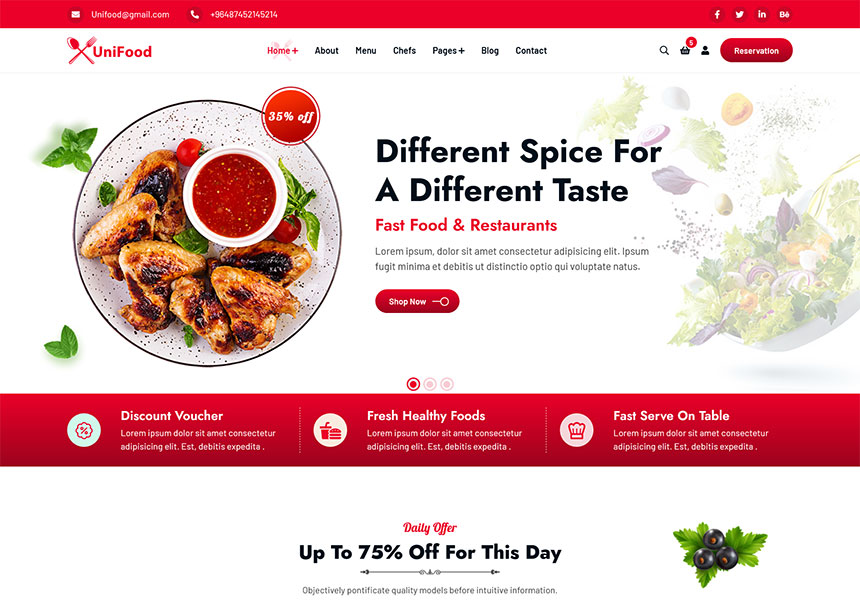 Unifood@gmail.com +96487452145214
UniFood
Home + About Menu Chefs Pages + Blog Contact
5
Reservation
35% off
Different Spice For
A Different Taste
Fast Food & Restaurants
Lorem ipsum, dolor sit amet consectetur adipisicing elit. Ipsum
fugit minima et debitis ut distinctio optio qui voluptate natus.
Shop Now
Discount Voucher
Lorem ipsum dolor sit amet consectetur
adipisicing elit. Est, debitis expedita .
Fresh Healthy Foods
Lorem ipsum dolor sit amet consectetur
adipisicing elit. Est, debitis expedita .
Fast Serve On Table
Lorem ipsum dolor sit amet consectetur
adipisicing elit. Est, debitis expedita .
Daily Offer
Up To 75% Off For This Day
Objectively pontificate quality models before intuitive information.